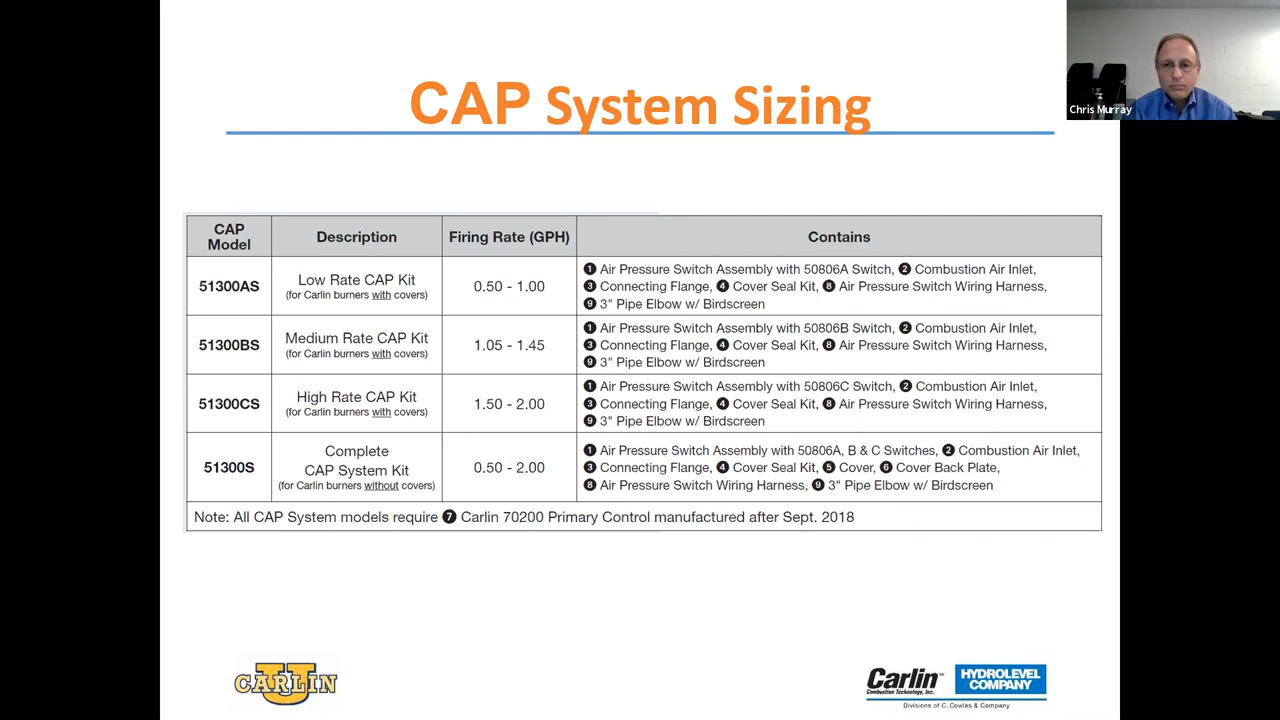 CAP System Sizing
Chris Murray
CAP Model
Description
Firing Rate (GPH)
Contains
51300AS
Low Rate CAP Kit
(for Carlin burners with covers)
0.50 - 1.00
❶ Air Pressure Switch Assembly with 50806A Switch, ❷ Combustion Air Inlet,
❸ Connecting Flange, ❹ Cover Seal Kit, ❽ Air Pressure Switch Wiring Harness,
❾ 3" Pipe Elbow w/ Birdscreen
51300BS
Medium Rate CAP Kit
(for Carlin burners with covers)
1.05 - 1.45
❶ Air Pressure Switch Assembly with 50806B Switch, ❷ Combustion Air Inlet,
❸ Connecting Flange, ❹ Cover Seal Kit, ❽ Air Pressure Switch Wiring Harness,
❾ 3" Pipe Elbow w/ Birdscreen
51300CS
High Rate CAP Kit
(for Carlin burners with covers)
1.50 - 2.00
❶ Air Pressure Switch Assembly with 50806C Switch, ❷ Combustion Air Inlet,
❸ Connecting Flange, ❹ Cover Seal Kit, ❽ Air Pressure Switch Wiring Harness,
❾ 3" Pipe Elbow w/ Birdscreen
51300S
Complete
CAP System Kit
(for Carlin burners without covers)
0.50 - 2.00
❶ Air Pressure Switch Assembly with 50806A, B & C Switches, ❷ Combustion Air Inlet,
❸ Connecting Flange, ❹ Cover Seal Kit, ❺ Cover, ❻ Cover Back Plate,
❽ Air Pressure Switch Wiring Harness, ❾ 3" Pipe Elbow w/ Birdscreen
Note: All CAP System models require ❼ Carlin 70200 Primary Control manufactured after Sept. 2018
U
CARLIN
Carlin™
Combustion Technology, Inc.
HYDROLEVEL
COMPANY
Divisions of C. Cowles & Company